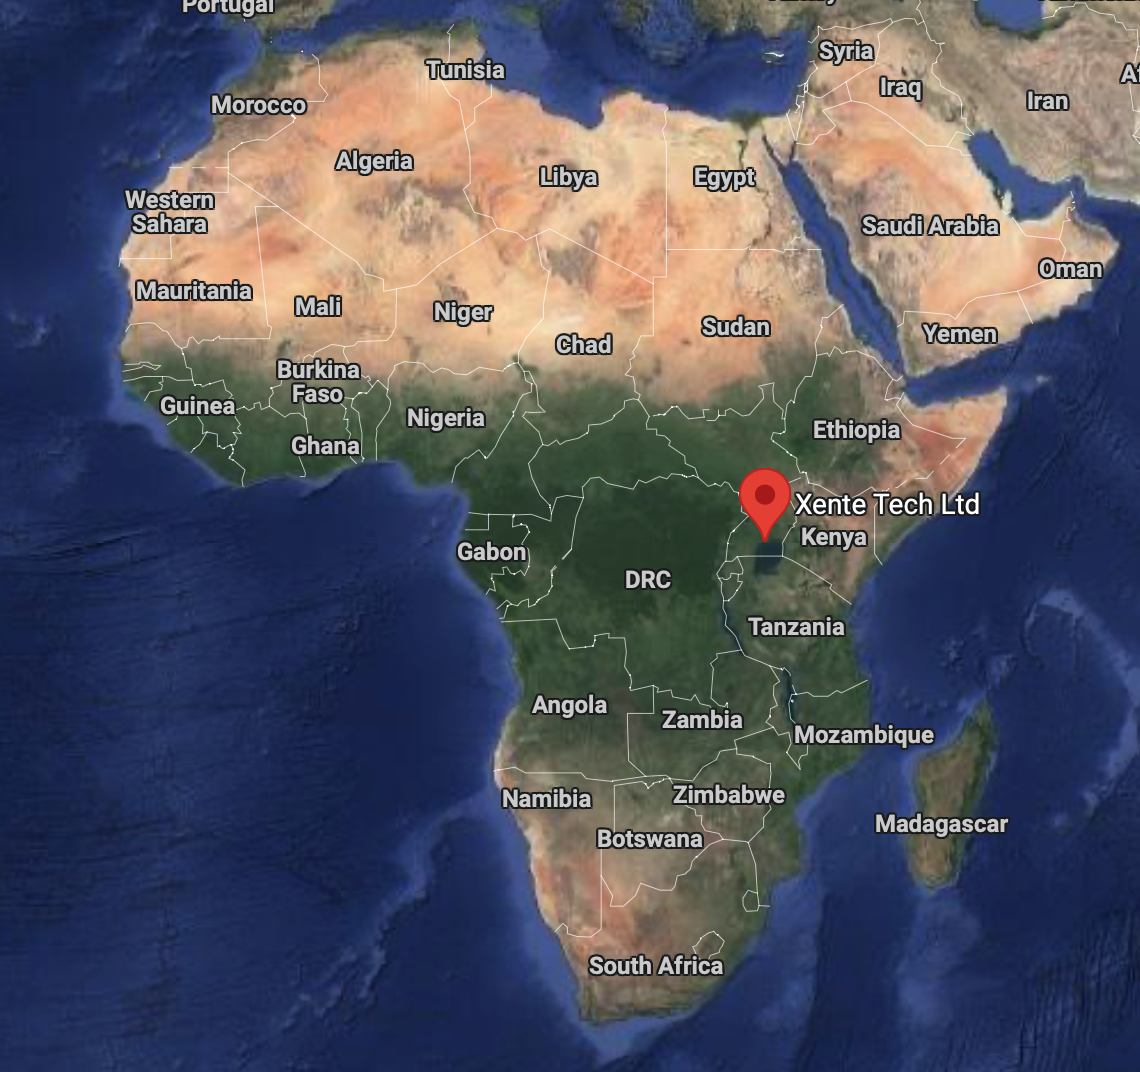 Portugal
Tunisia
Syria
Iraq
Iran
Morocco
Algeria
Libya
Egypt
Western
Sahara
Saudi Arabia
Oman
Mauritania
Mali
Niger
Chad
Sudan
Yemen
Burkina
Faso
Guinea
Nigeria
Ghana
Ethiopia
Xente Tech Ltd
Kenya
Gabon
DRC
Tanzania
Angola
Zambia
Mozambique
Namibia
Zimbabwe
Botswana
Madagascar
South Africa